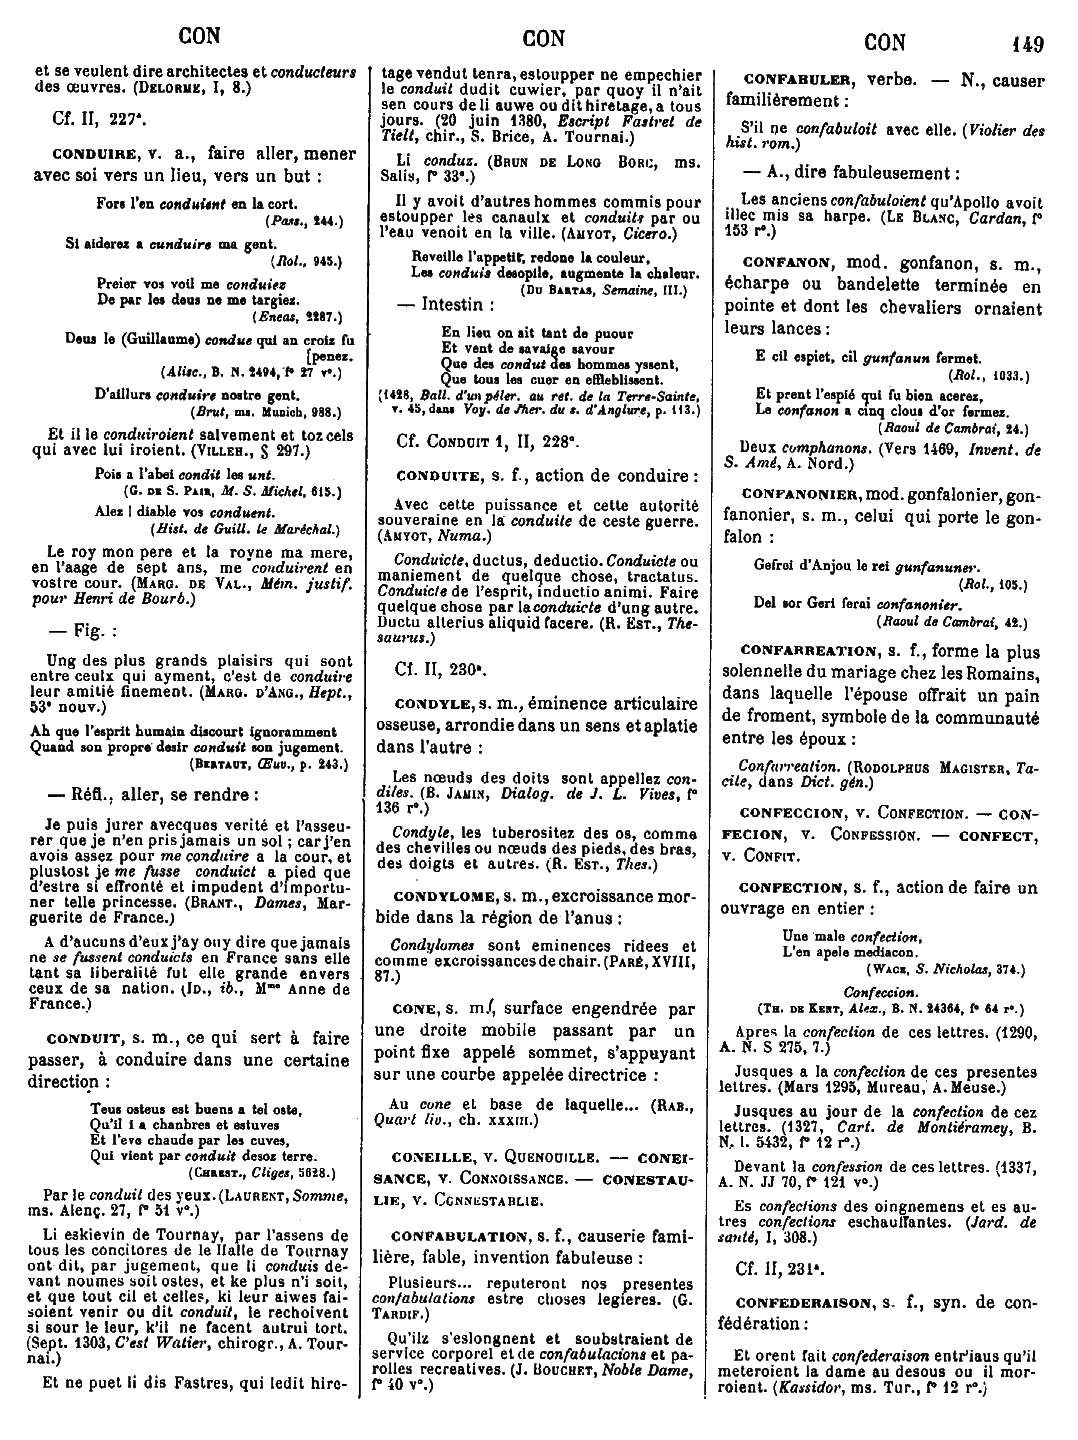 CON
CON
CON
149
et se veulent dire architectes et conducteurs
des œuvres. (DELORME, I, 8.)
Cf. II, 227ᵃ.
CONDUIRE, v. a., faire aller, mener
avec soi vers un lieu, vers un but :
Fors l'en conduisent en la cort.
(Pass., 244.)
Si aiderez a cunduire ma gent.
(Rol., 945.)
Preier vos voil me conduiez
De par les deus ne me targiez.
(Eneas, 2287.)
Deus le (Guillaume) condue qui an croiz fu
[penez.
(Alisc., B. N. 2494, fᵒ 27 vᵒ.)
D'aillurs conduire nostre gent.
(Brut, ms. Munich, 988.)
Et il le conduiroient salvement et toz cels
qui avec lui iroient. (VILLEH., § 297.)
Pois a l'abei condit les unt.
(G. DE S. PAIR, M. S. Michel, 615.)
Alez ! diable vos conduent.
(Hist. de Guill. le Maréchal.)
Le roy mon pere et la royne ma mere,
en l'aage de sept ans, me conduirent en
vostre cour. (MARG. DE VAL., Mém. justif.
pour Henri de Bourb.)
— Fig. :
Ung des plus grands plaisirs qui sont
entre ceulx qui ayment, c'est de conduire
leur amitié finement. (MARG. D'ANG., Hept.,
53ᵉ nouv.)
Ah que l'esprit humain discourt ignoramment
Quand son propre desir conduit son jugement.
(BERTAUT, Œuv., p. 243.)
— Réfl., aller, se rendre :
Je puis jurer avecques verité et l'asseu-
rer que je n'en pris jamais un sol ; car j'en
avois assez pour me conduire a la cour, et
plustost je me fusse conduict a pied que
d'estre si effronté et impudent d'importu-
ner telle princesse. (BRANT., Dames, Mar-
guerite de France.)
A d'aucuns d'eux j'ay ouy dire que jamais
ne se fussent conduicts en France sans elle
tant sa liberalité fut elle grande envers
ceux de sa nation. (ID., ib., Mᵐᵉ Anne de
France.)
CONDUIT, s. m., ce qui sert à faire
passer, à conduire dans une certaine
direction :
Teus osteus est buens a tel oste,
Qu'il i a chanbres et estuves
Et l'eve chaude par les cuves,
Qui vient par conduit desoz terre.
(CHREST., Cliges, 5628.)
Par le conduit des yeux. (LAURENT, Somme,
ms. Alenç. 27, fᵒ 51 vᵒ.)
Li eskievin de Tournay, par l'assens de
tous les concitores de le Halle de Tournay
ont dit, par jugement, que li conduis de-
vant noumes soit ostes, et ke plus n'i soit,
et que tout cil et celles, ki leur aiwes fai-
soient venir ou dit conduit, le rechoivent
si sour le leur, k'il ne facent autrui tort.
(Sept. 1303, C'est Watier, chirogr., A. Tour-
nai.)
Et ne puet li dis Fastres, qui ledit hire-
tage vendut tenra, estoupper ne empechier
le conduit dudit cuwier, par quoy il n'ait
sen cours de li auwe ou dit hiretage, a tous
jours. (20 juin 1380, Escript Fastret de
Tielt, chir., S. Brice, A. Tournai.)
Li conduz. (BRUN DE LONG BORG, ms.
Salis, fᵒ 33ᵃ.)
Il y avoit d'autres hommes commis pour
estoupper les canaulx et conduits par ou
l'eau venoit en la ville. (AMYOT, Cicero.)
Reveille l'appetit, redone la couleur,
Les conduis desopile, augmente la chaleur.
(DU BARTAS, Semaine, III.)
— Intestin :
En lieu on ait tant de puour
Et vent de savaige savour
Que des condut des hommes yssent,
Que tous les cuer en effleblissent.
(1428, Ball. d'un péler. au ret. de la Terre-Sainte,
v. 45, dans Voy. de Jher. du s. d'Anglure, p. 113.)
Cf. CONDUIT 1, II, 228ᵃ.
CONDUITE, s. f., action de conduire :
Avec cette puissance et cette autorité
souveraine en la conduite de ceste guerre.
(AMYOT, Numa.)
Conduicte, ductus, deductio. Conduicte ou
maniement de quelque chose, tractatus.
Conduicte de l'esprit, inductio animi. Faire
quelque chose par la conduicte d'ung autre.
Ductu alterius aliquid facere. (R. EST., The-
saurus.)
Cf. II, 230ᵃ.
CONDYLE, s. m., éminence articulaire
osseuse, arrondie dans un sens et aplatie
dans l'autre :
Les nœuds des doits sont appellez con-
diles. (B. JAMIN, Dialog. de J. L. Vives, fᵒ
136 rᵒ.)
Condyle, les tuberositez des os, comme
des chevilles ou nœuds des pieds, des bras,
des doigts et autres. (R. EST., Thes.)
CONDYLOME, s. m., excroissance mor-
bide dans la région de l'anus :
Condylomes sont eminences ridees et
comme excroissances de chair. (PARÉ, XVIII,
87.)
CONE, s. m., surface engendrée par
une droite mobile passant par un
point fixe appelé sommet, s'appuyant
sur une courbe appelée directrice :
Au cone et base de laquelle... (RAB.,
Quart liv., ch. XXXIII.)
CONEILLE, v. QUENOUILLE. — CONEI-
SANCE, v. CONNOISSANCE. — CONESTAU-
LIE, v. CONNESTABLIE.
CONFABULATION, s. f., causerie fami-
lière, fable, invention fabuleuse :
Plusieurs... reputeront nos presentes
confabulations estre choses legieres. (G.
TARDIF.)
Qu'ilz s'eslongnent et soubstraient de
service corporel et de confabulacions et pa-
rolles recreatives. (J. BOUCHET, Noble Dame,
fᵒ 40 vᵒ.)
CONFABULER, verbe. — N., causer
familièrement :
S'il ne confabuloit avec elle. (Violier des
hist. rom.)
— A., dire fabuleusement :
Les anciens confabuloient qu'Apollo avoit
illec mis sa harpe. (LE BLANC, Cardan, fᵒ
153 rᵒ.)
CONFANON, mod. gonfanon, s. m.,
écharpe ou bandelette terminée en
pointe et dont les chevaliers ornaient
leurs lances :
E cil espiet, cil gunfanun fermet.
(Rol., 1033.)
Et prent l'espié qui fu bien acerez,
Le confanon a cinq clous d'or fermez.
(Raoul de Cambrai, 24.)
Deux comphanons. (Vers 1469, Invent. de
S. Amé, A. Nord.)
CONFANONIER, mod. gonfalonier, gon-
fanonier, s. m., celui qui porte le gon-
falon :
Gefroi d'Anjou le rei gunfanuner.
(Rol., 105.)
Del sor Geri ferai confanonier.
(Raoul de Cambrai, 42.)
CONFARREATION, s. f., forme la plus
solennelle du mariage chez les Romains,
dans laquelle l'épouse offrait un pain
de froment, symbole de la communauté
entre les époux :
Confarreation. (RODOLPHUS MAGISTER, Ta-
cite, dans Dict. gén.)
CONFECCION, v. CONFECTION. — CON-
FECION, v. CONFESSION. — CONFECT,
v. CONFIT.
CONFECTION, s. f., action de faire un
ouvrage en entier :
Une male confection,
L'en apele mediacon.
(WACE, S. Nicholas, 374.)
Confeccion.
(TH. DE KENT, Alex., B. N. 24364, fᵒ 64 rᵒ.)
Apres la confection de ces lettres. (1290,
A. N. S 275, 7.)
Jusques a la confection de ces presentes
lettres. (Mars 1295, Mureau, A. Meuse.)
Jusques au jour de la confection de cez
lettres. (1327, Cart. de Montiéramey, B.
N. l. 5432, fᵒ 12 rᵒ.)
Devant la confession de ces lettres. (1337,
A. N. JJ 70, fᵒ 121 vᵒ.)
Es confections des oingnemens et es au-
tres confections eschauffantes. (Jard. de
santé, I, 308.)
Cf. II, 231ᵃ.
CONFEDERAISON, s. f., syn. de con-
fédération :
Et orent fait confederaison entr'iaus qu'il
meteroient la dame au desous ou il mor-
roient. (Kassidor, ms. Tur., fᵒ 12 rᵒ.)